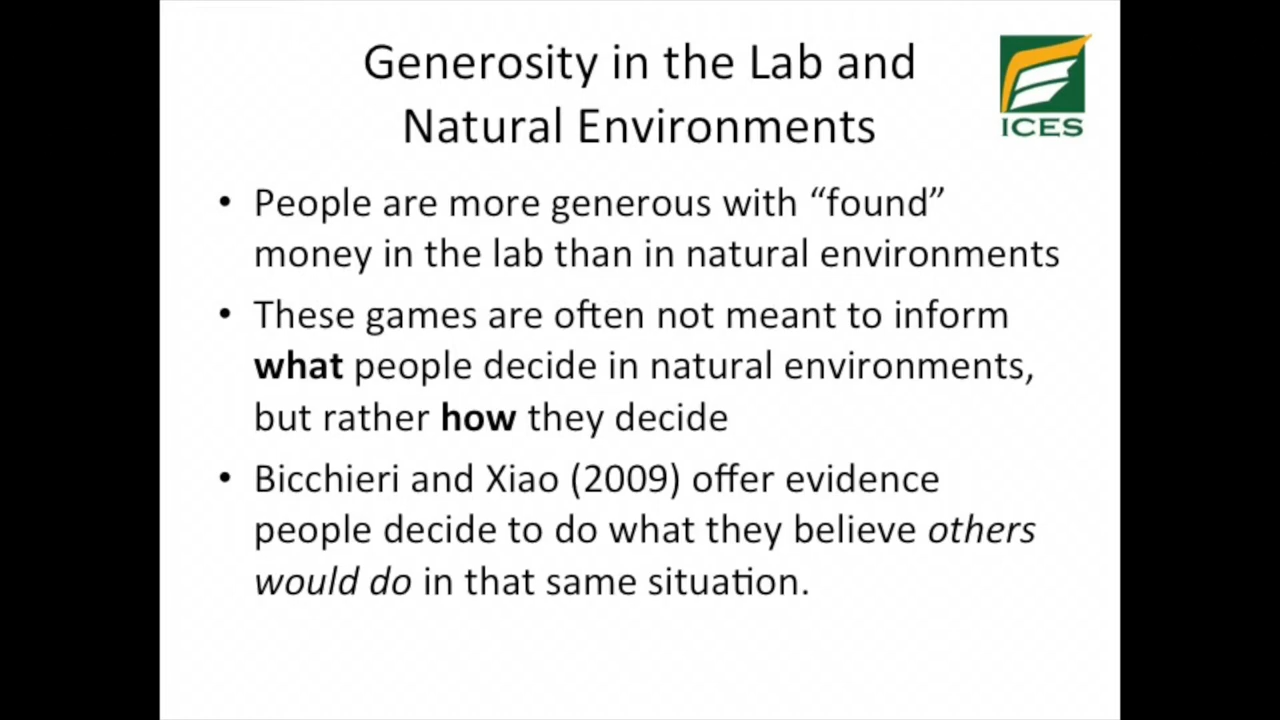 Generosity in the Lab and
Natural Environments
ICES
• People are more generous with “found”
money in the lab than in natural environments
• These games are often not meant to inform
what people decide in natural environments,
but rather how they decide
• Bicchieri and Xiao (2009) offer evidence
people decide to do what they believe others
would do in that same situation.